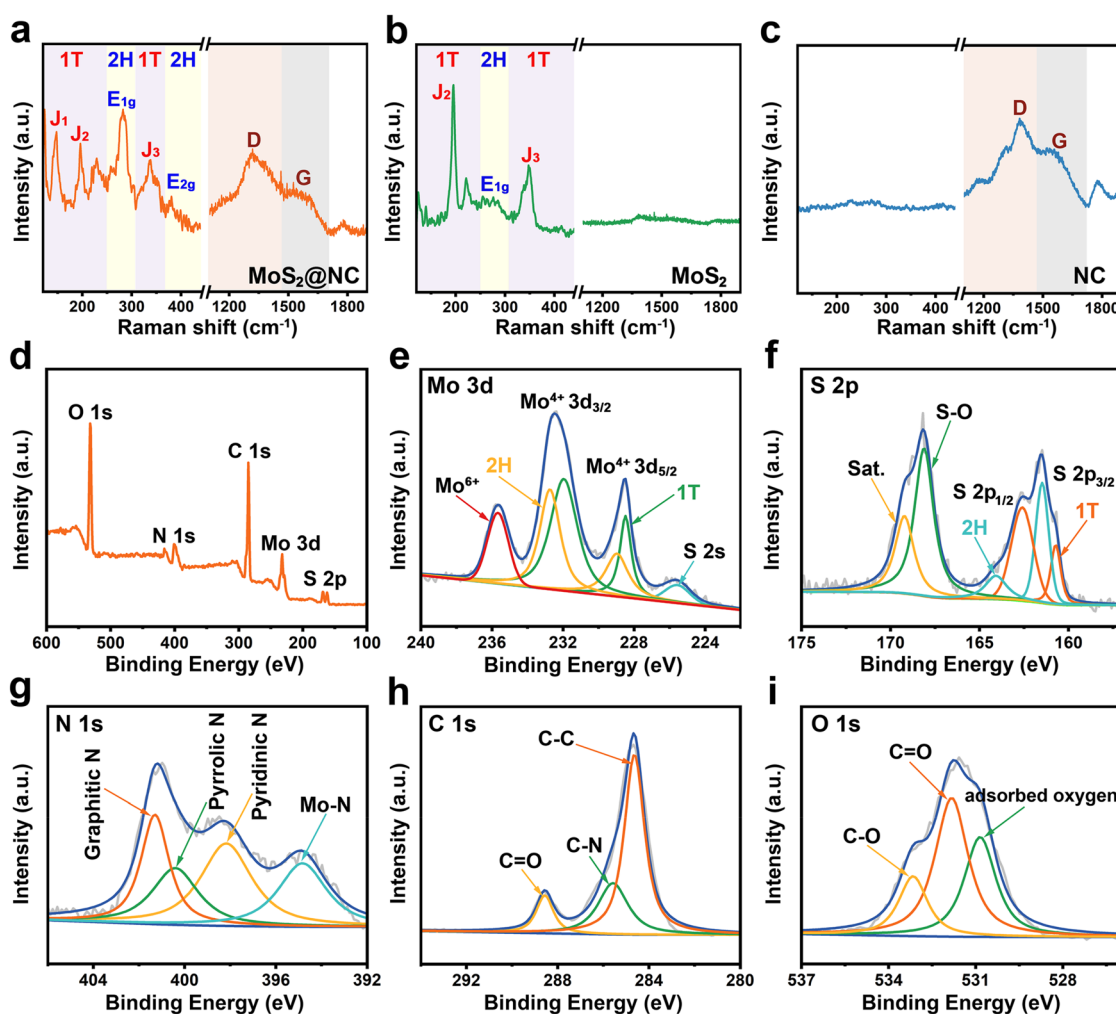 a
1T 2H 1T 2H
J₁ J₂ E₁g J₃ E₂g D G
MoS₂@NC
Intensity (a.u.)
200 300 400 1200 1500 1800
Raman shift (cm⁻¹)
b
1T 2H 1T
J₂ E₁g J₃
MoS₂
Intensity (a.u.)
200 300 400 1200 1500 1800
Raman shift (cm⁻¹)
c
D G
NC
Intensity (a.u.)
200 300 400 1200 1500 1800
Raman shift (cm⁻¹)
d
O 1s
C 1s
N 1s
Mo 3d
S 2p
Intensity (a.u.)
600 500 400 300 200 100
Binding Energy (eV)
e
Mo 3d
Mo⁴⁺ 3d₃/₂
Mo⁴⁺ 3d₅/₂
2H
Mo⁶⁺
1T
S 2s
Intensity (a.u.)
240 236 232 228 224
Binding Energy (eV)
f
S 2p
S-O
Sat.
S 2p₁/₂
S 2p₃/₂
2H
1T
Intensity (a.u.)
175 170 165 160
Binding Energy (eV)
g
N 1s
Graphitic N
Pyrrolic N
Pyridinic N
Mo-N
Intensity (a.u.)
404 400 396 392
Binding Energy (eV)
h
C 1s
C-C
C=O
C-N
Intensity (a.u.)
292 288 284 280
Binding Energy (eV)
i
O 1s
C=O
adsorbed oxygen
C-O
Intensity (a.u.)
537 534 531 528
Binding Energy (eV)